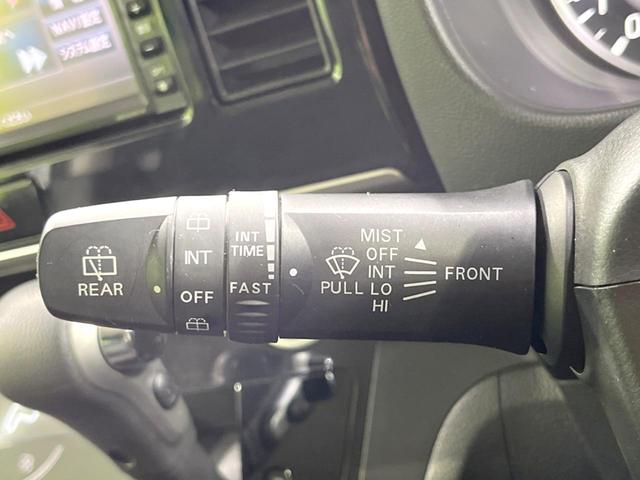 NAVI設定
システム設定
REAR
INT
OFF
INT
TIME
FAST
PULL
MIST
OFF
INT
LO
HI
FRONT
0